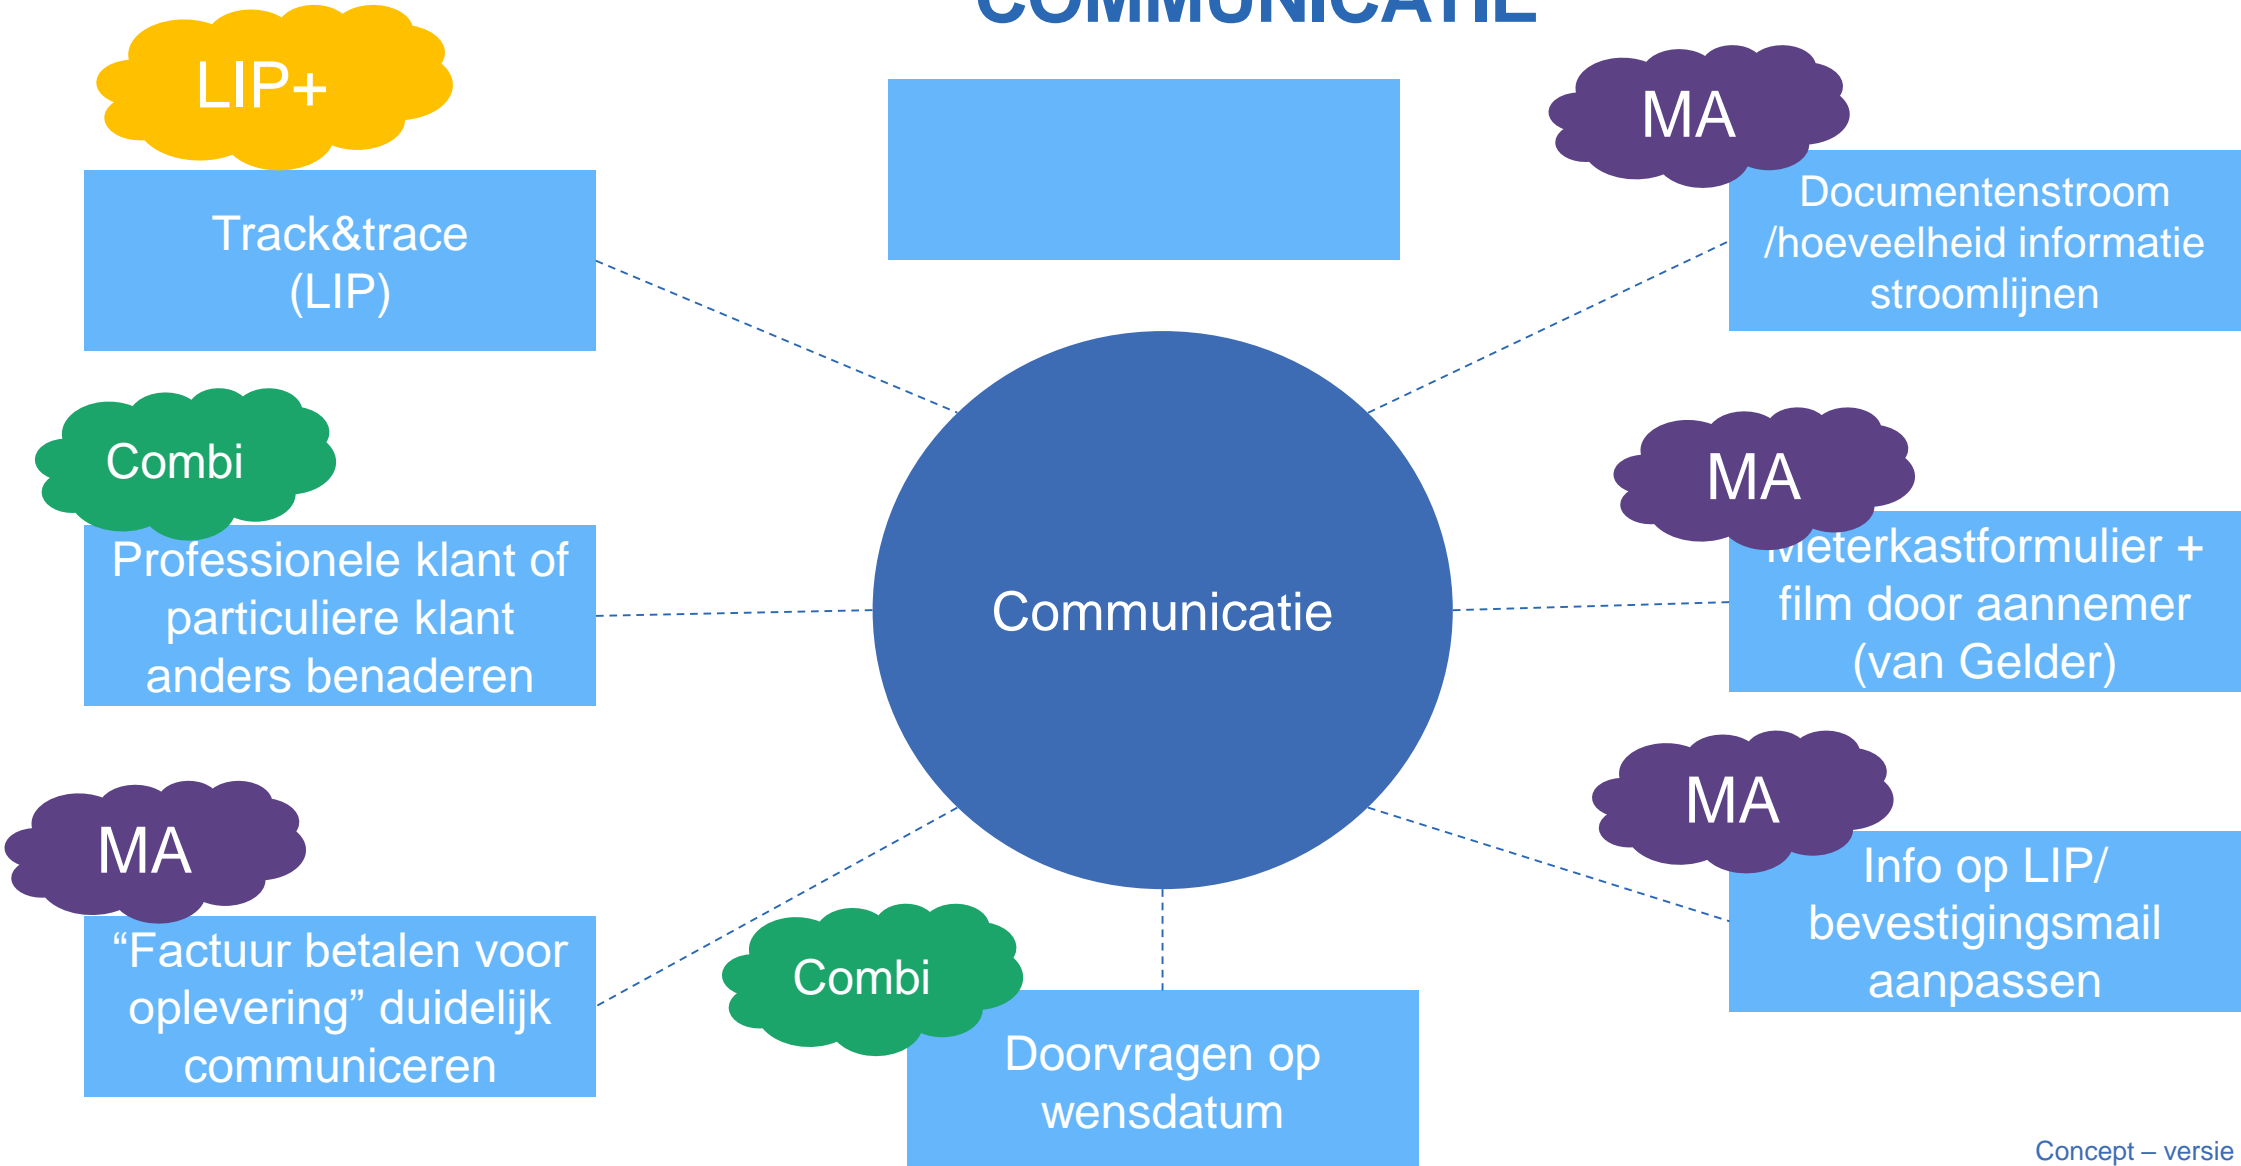 COMMUNICATIE
LIP+
Track&trace
(LIP)
MA
Documentenstroom
/hoeveelheid informatie
stroomlijnen
Combi
Professionele klant of
particuliere klant
anders benaderen
Communicatie
MA
Meterkastformulier +
film door aannemer
(van Gelder)
MA
“Factuur betalen voor
oplevering” duidelijk
communiceren
Combi
Doorvragen op
wensdatum
MA
Info op LIP/
bevestigingsmail
aanpassen
Concept – versie